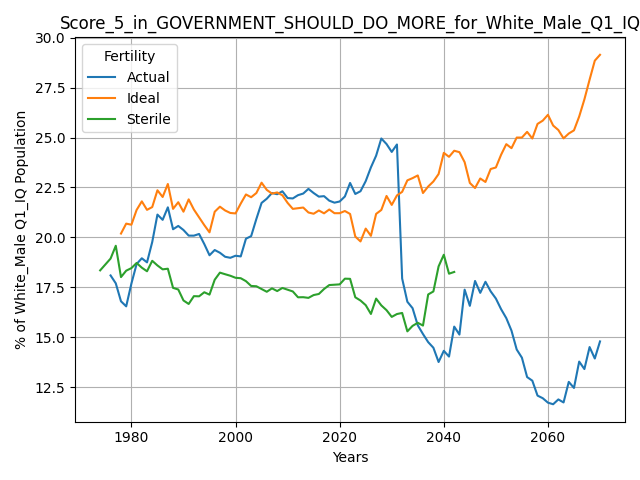 Score_5_in_GOVERNMENT_SHOULD_DO_MORE_for_White_Male_Q1_IQ
30.0
27.5
25.0
22.5
20.0
17.5
15.0
12.5
% of White_Male Q1_IQ Population
Fertility
Actual
Ideal
Sterile
1980 2000 2020 2040 2060
Years